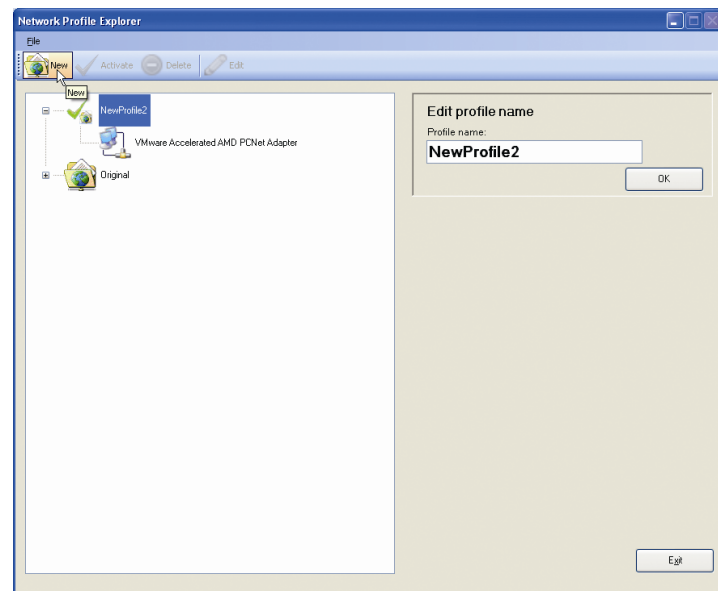 Network Profile Explorer
File
New Activate Delete Edit
New
NewProfile2
VMware Accelerated AMD PCNet Adapter
Original
Edit profile name
Profile name:
NewProfile2
OK
Exit